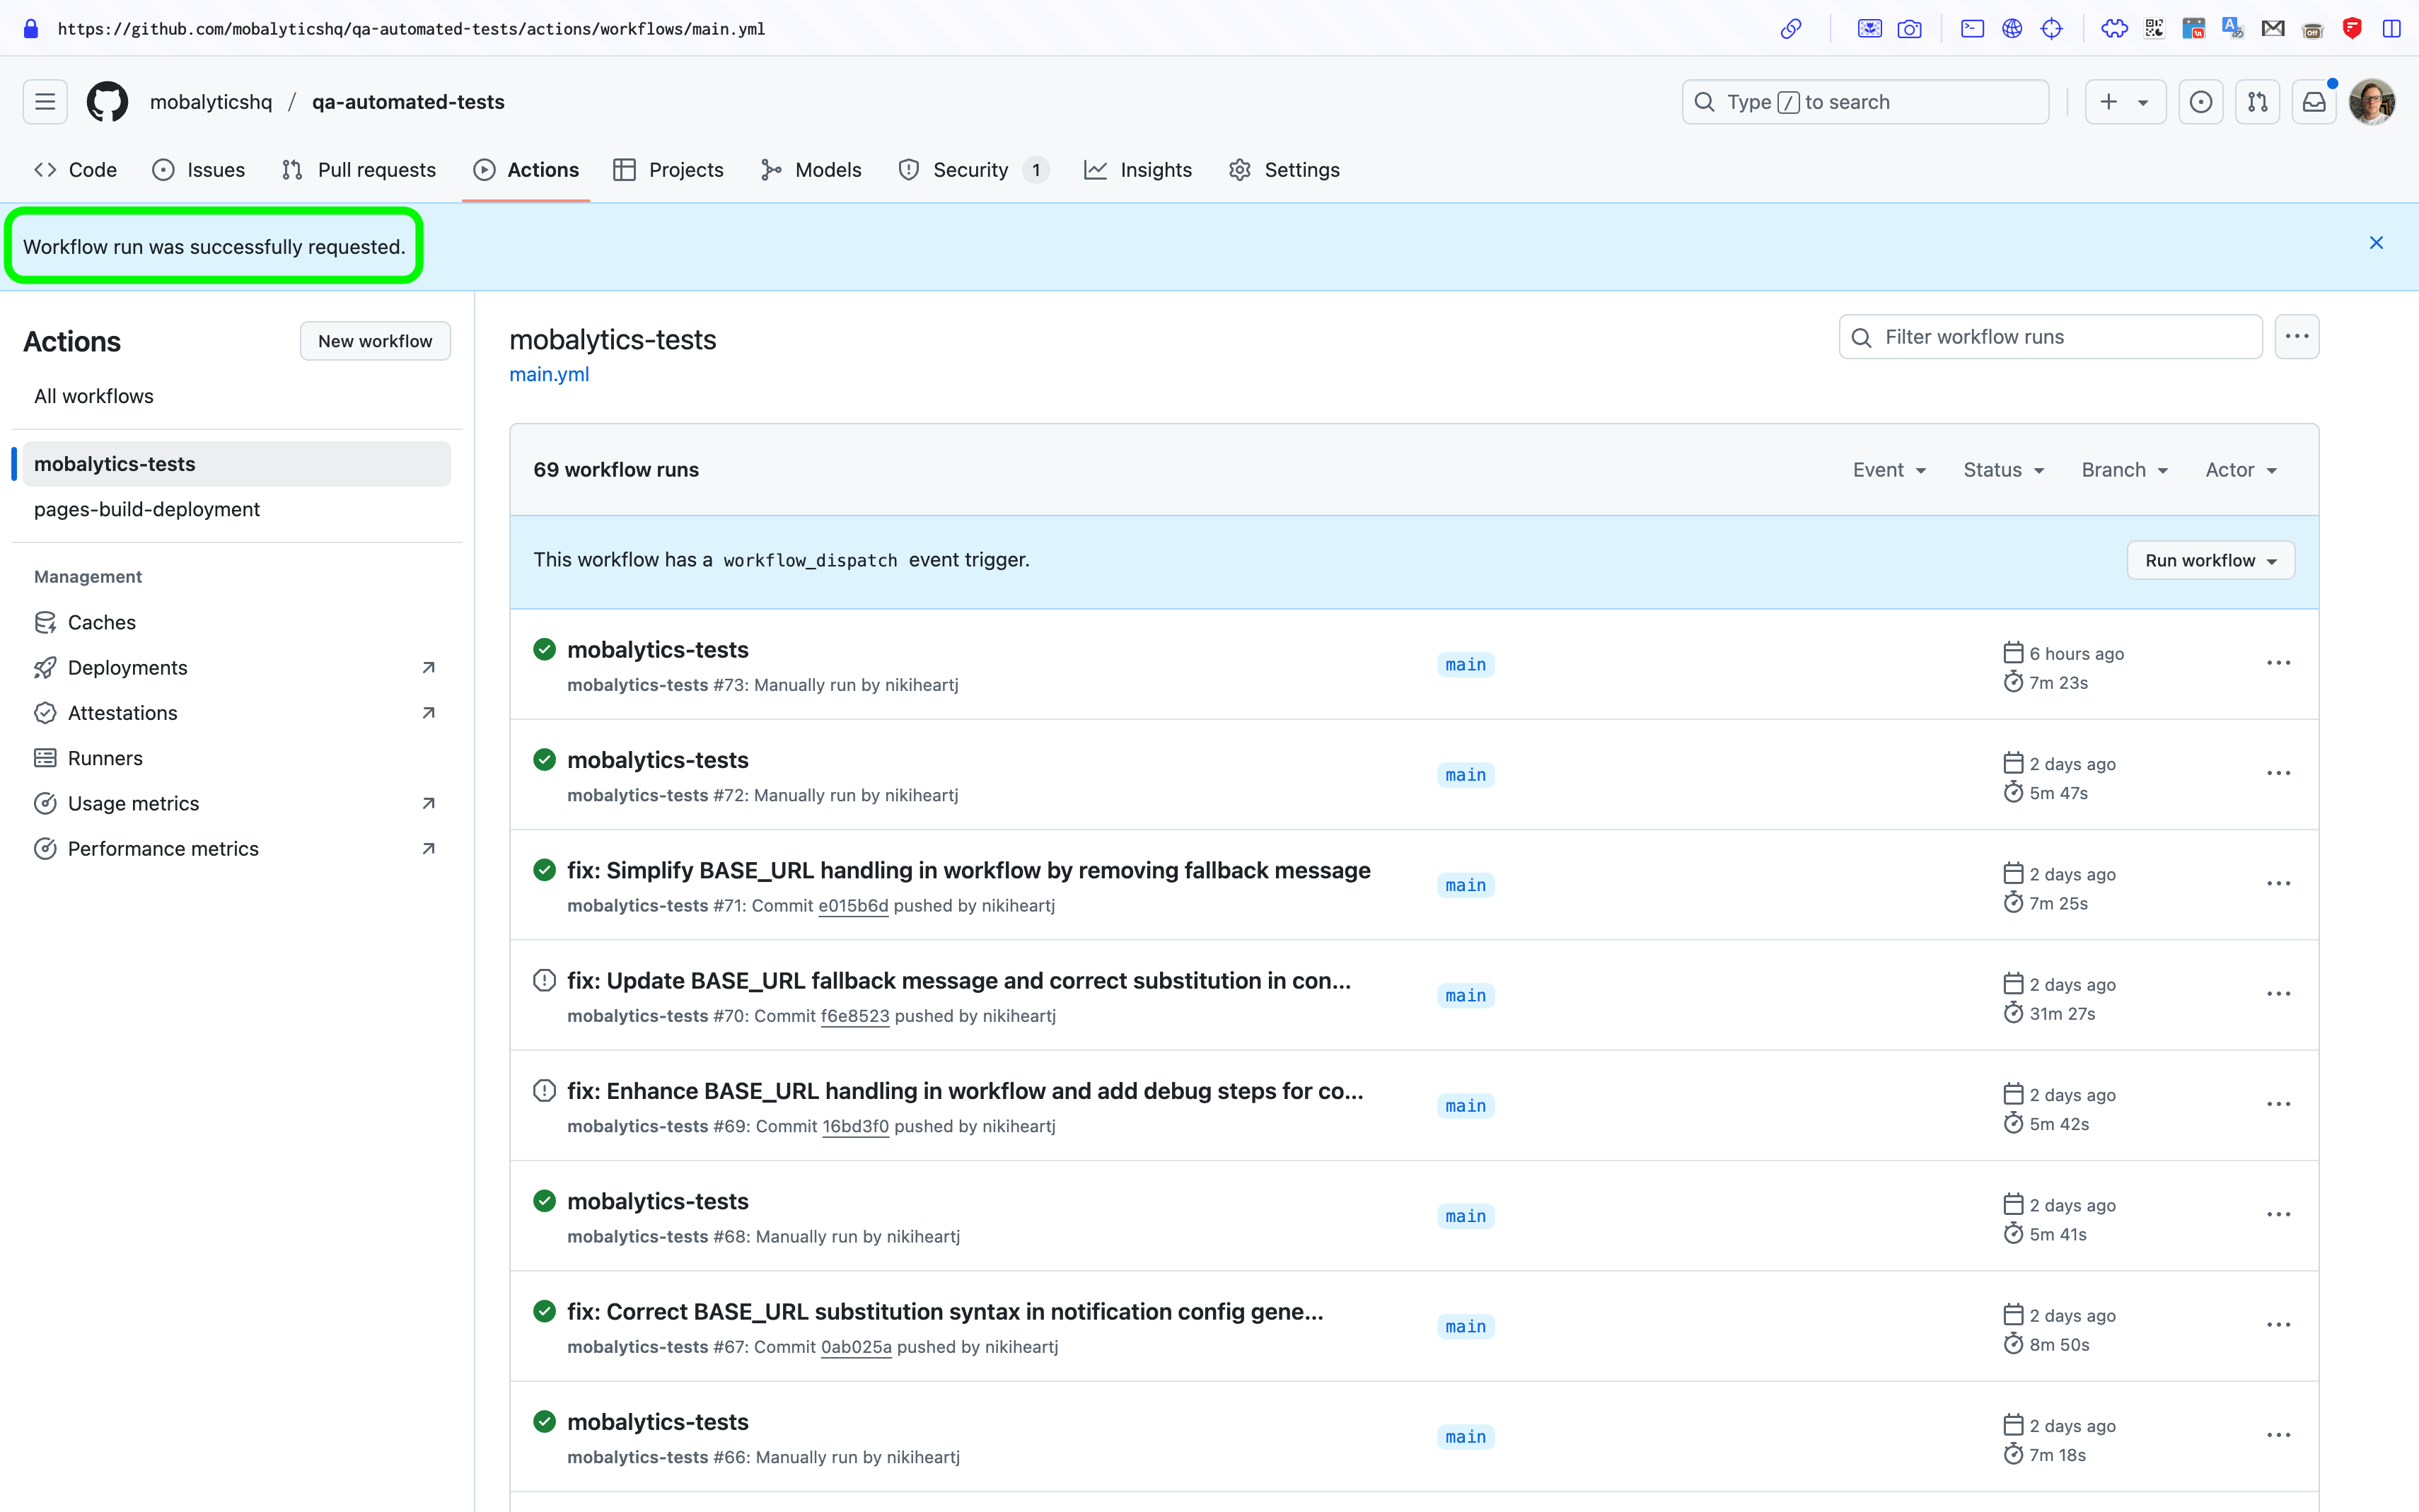 https://github.com/mobalyticshq/qa-automated-tests/actions/workflows/main.yml
mobalyticshq / qa-automated-tests
Type / to search
Code
Issues
Pull requests
Actions
Projects
Models
Security 1
Insights
Settings
Workflow run was successfully requested.
Actions
New workflow
All workflows
mobalytics-tests
pages-build-deployment
Management
Caches
Deployments
Attestations
Runners
Usage metrics
Performance metrics
mobalytics-tests
main.yml
Filter workflow runs
69 workflow runs
Event
Status
Branch
Actor
This workflow has a workflow_dispatch event trigger.
Run workflow
mobalytics-tests
mobalytics-tests #73: Manually run by nikiheartj
main
6 hours ago
7m 23s
mobalytics-tests
mobalytics-tests #72: Manually run by nikiheartj
main
2 days ago
5m 47s
fix: Simplify BASE_URL handling in workflow by removing fallback message
mobalytics-tests #71: Commit e015b6d pushed by nikiheartj
main
2 days ago
7m 25s
fix: Update BASE_URL fallback message and correct substitution in con...
mobalytics-tests #70: Commit f6e8523 pushed by nikiheartj
main
2 days ago
31m 27s
fix: Enhance BASE_URL handling in workflow and add debug steps for co...
mobalytics-tests #69: Commit 16bd3f0 pushed by nikiheartj
main
2 days ago
5m 42s
mobalytics-tests
mobalytics-tests #68: Manually run by nikiheartj
main
2 days ago
5m 41s
fix: Correct BASE_URL substitution syntax in notification config gene...
mobalytics-tests #67: Commit 0ab025a pushed by nikiheartj
main
2 days ago
8m 50s
mobalytics-tests
mobalytics-tests #66: Manually run by nikiheartj
main
2 days ago
7m 18s